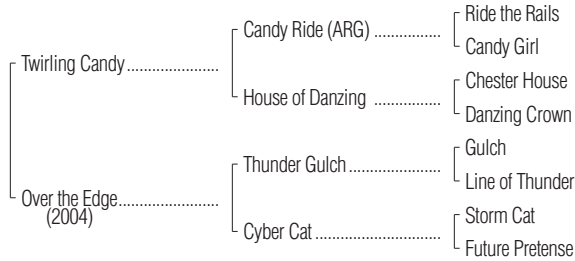 Ride the Rails
Candy Ride (ARG) ................
Candy Girl
Twirling Candy ......................
Chester House
House of Danzing ................
Danzing Crown
Gulch
Thunder Gulch ......................
Line of Thunder
Over the Edge........................
(2004)
Storm Cat
Cyber Cat ..............................
Future Pretense